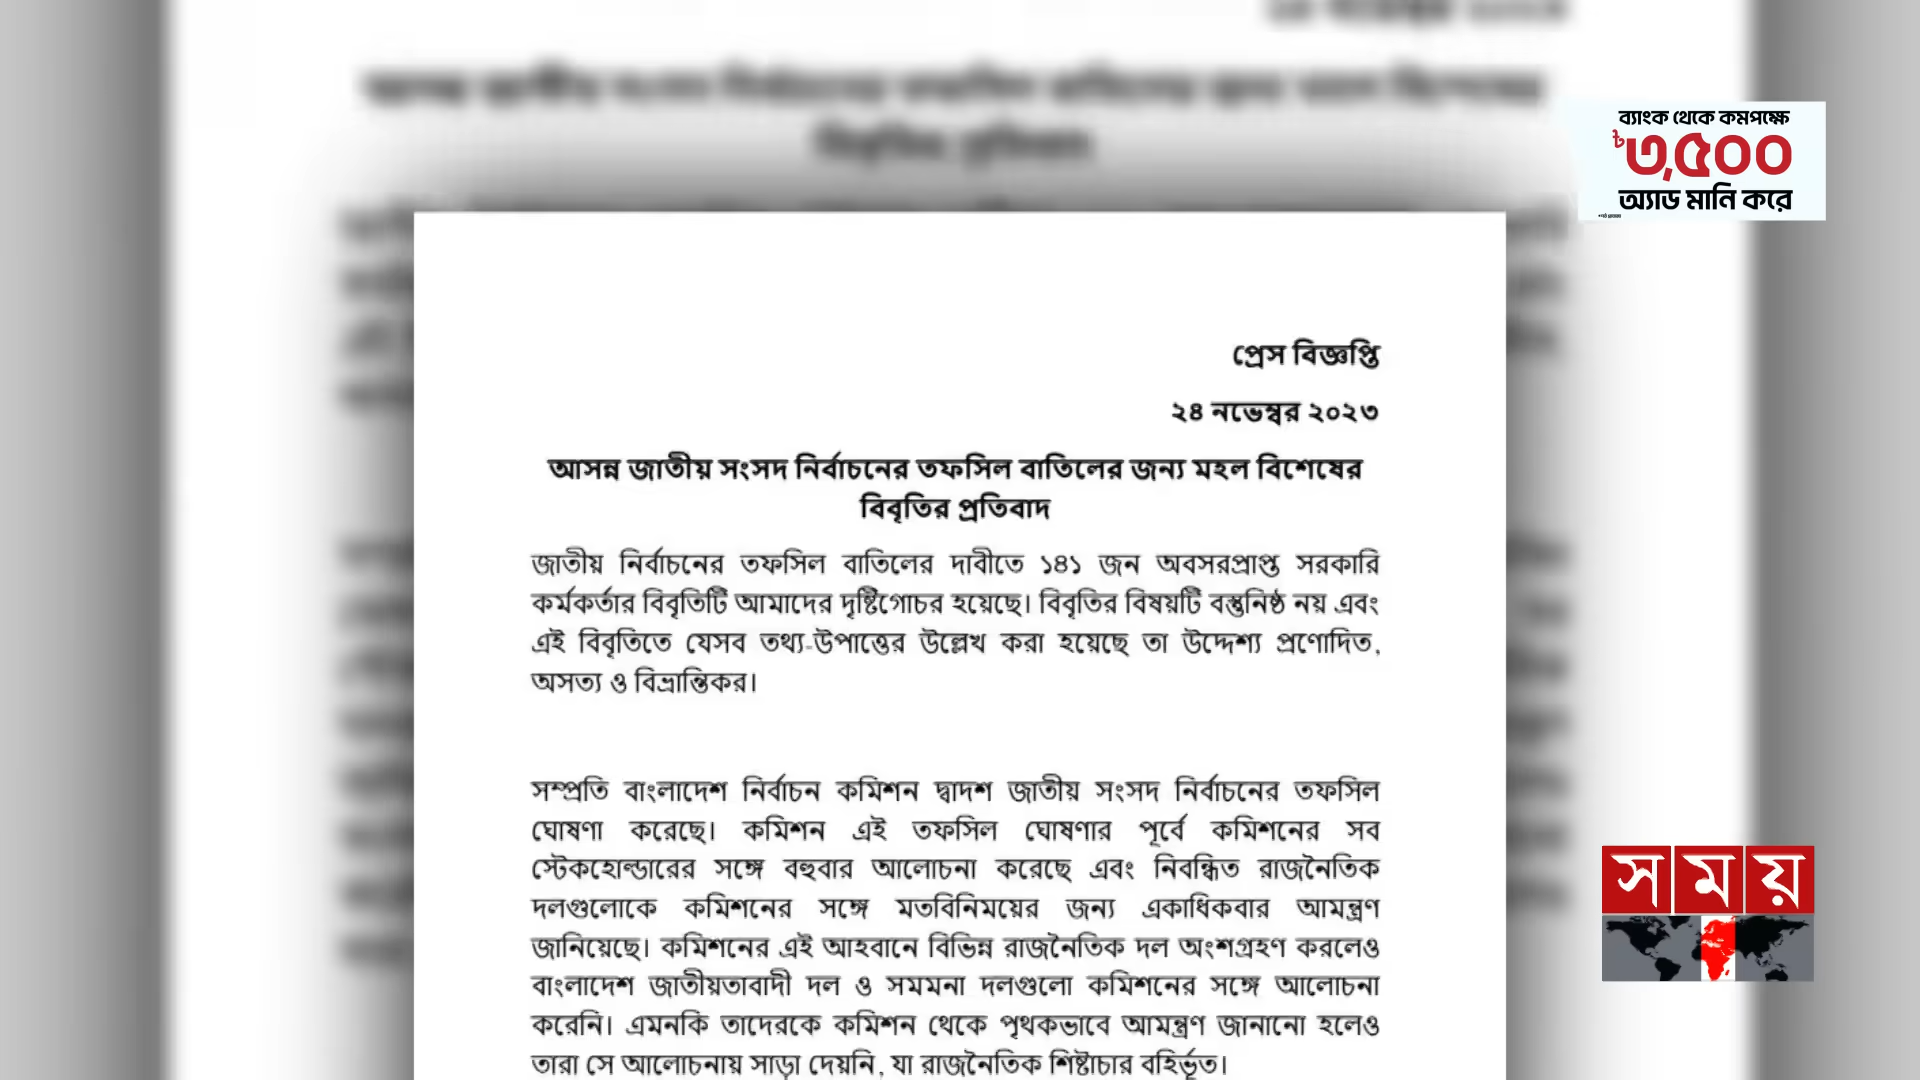 ব্যাংক থেকে কমপক্ষে
৳৩,৫০০
অ্যাড মানি করে
প্রেস বিজ্ঞপ্তি
২৪ নভেম্বর ২০২৩
আসন্ন জাতীয় সংসদ নির্বাচনের তফসিল বাতিলের জন্য মহল বিশেষের
বিবৃতির প্রতিবাদ
জাতীয় নির্বাচনের তফসিল বাতিলের দাবীতে ১৪১ জন অবসরপ্রাপ্ত সরকারি
কর্মকর্তার বিবৃতিটি আমাদের দৃষ্টিগোচর হয়েছে। বিবৃতির বিষয়টি বস্তুনিষ্ঠ নয় এবং
এই বিবৃতিতে যেসব তথ্য-উপাত্তের উল্লেখ করা হয়েছে তা উদ্দেশ্য প্রণোদিত,
অসত্য ও বিভ্রান্তিকর।
সম্প্রতি বাংলাদেশ নির্বাচন কমিশন দ্বাদশ জাতীয় সংসদ নির্বাচনের তফসিল
ঘোষণা করেছে। কমিশন এই তফসিল ঘোষণার পূর্বে কমিশনের সব
স্টেকহোল্ডারের সঙ্গে বহুবার আলোচনা করেছে এবং নিবন্ধিত রাজনৈতিক
দলগুলোকে কমিশনের সঙ্গে মতবিনিময়ের জন্য একাধিকবার আমন্ত্রণ
জানিয়েছে। কমিশনের এই আহবানে বিভিন্ন রাজনৈতিক দল অংশগ্রহণ করলেও
বাংলাদেশ জাতীয়তাবাদী দল ও সমমনা দলগুলো কমিশনের সঙ্গে আলোচনা
করেনি। এমনকি তাদেরকে কমিশন থেকে পৃথকভাবে আমন্ত্রণ জানানো হলেও
তারা সে আলোচনায় সাড়া দেয়নি, যা রাজনৈতিক শিষ্টাচার বহির্ভূত।
সময়